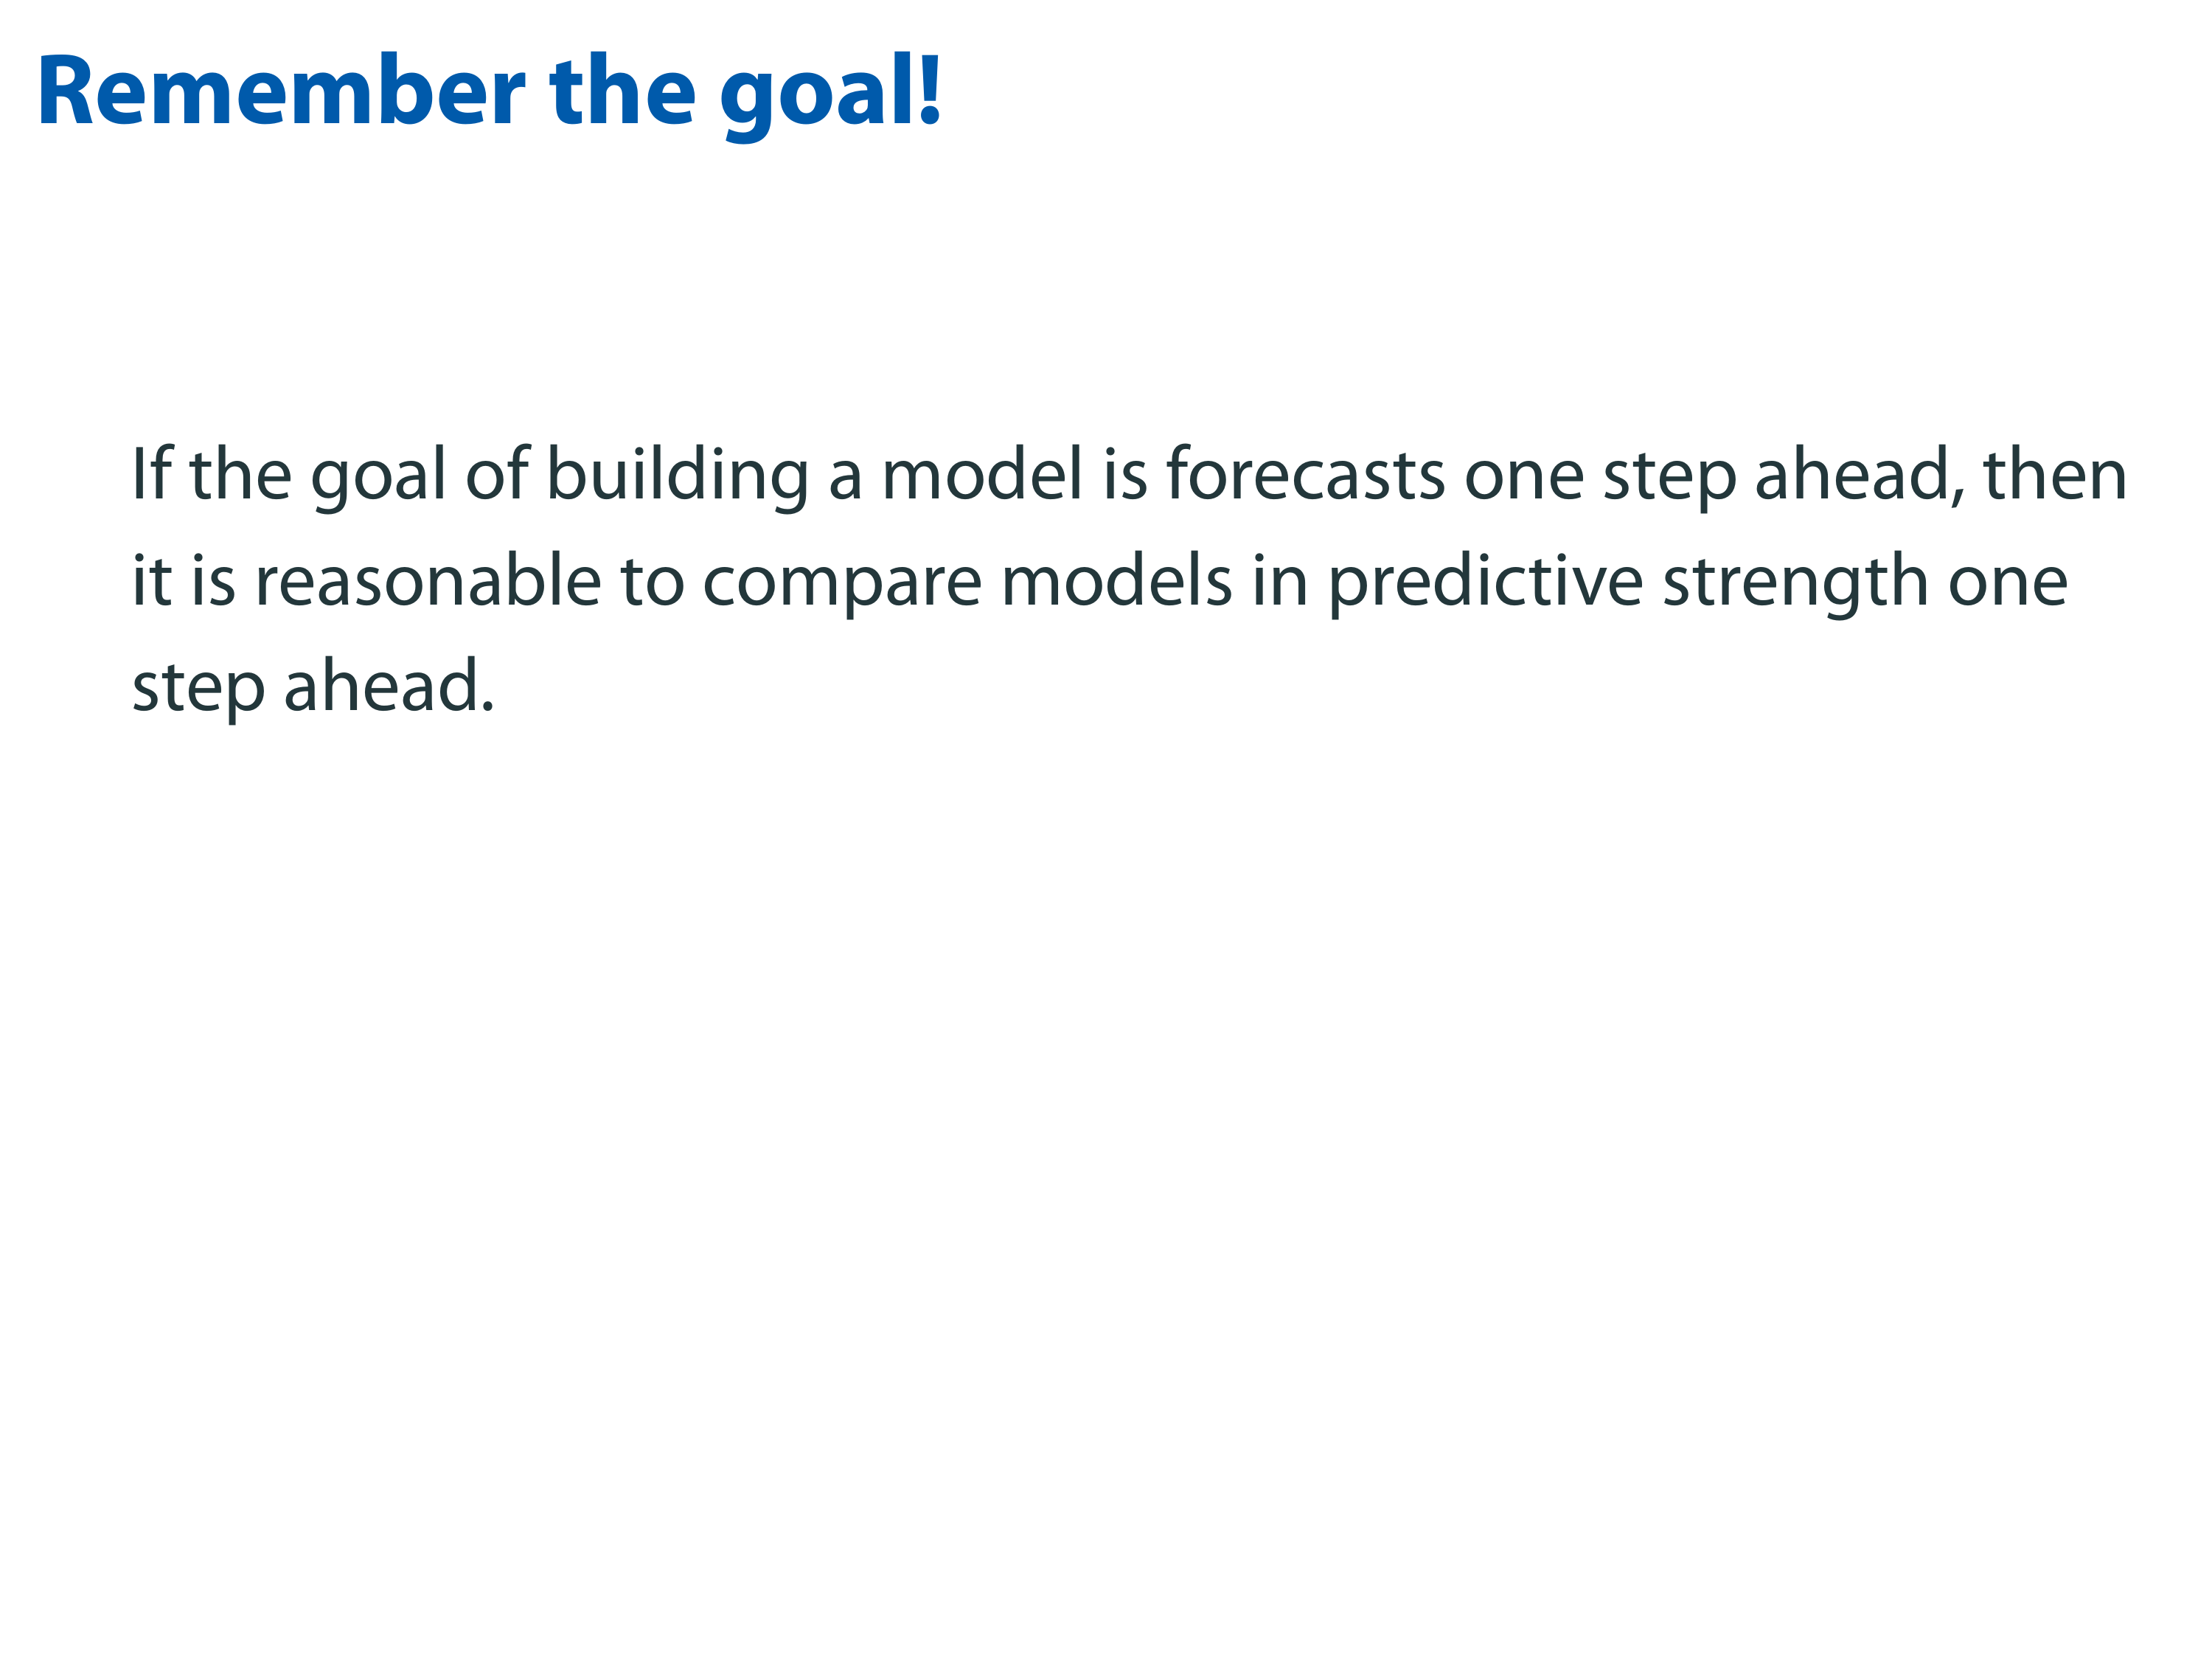 Remember the goal!
If the goal of building a model is forecasts one step ahead, then
it is reasonable to compare models in predictive strength one
step ahead.